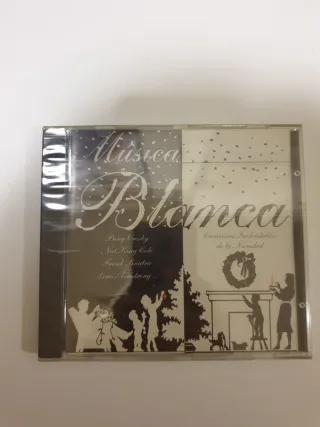 Música
Blanca
Bing Crosby
Nat King Cole
Frank Sinatra
Louis Armstrong...
Canciones Inolvidables
de la Navidad